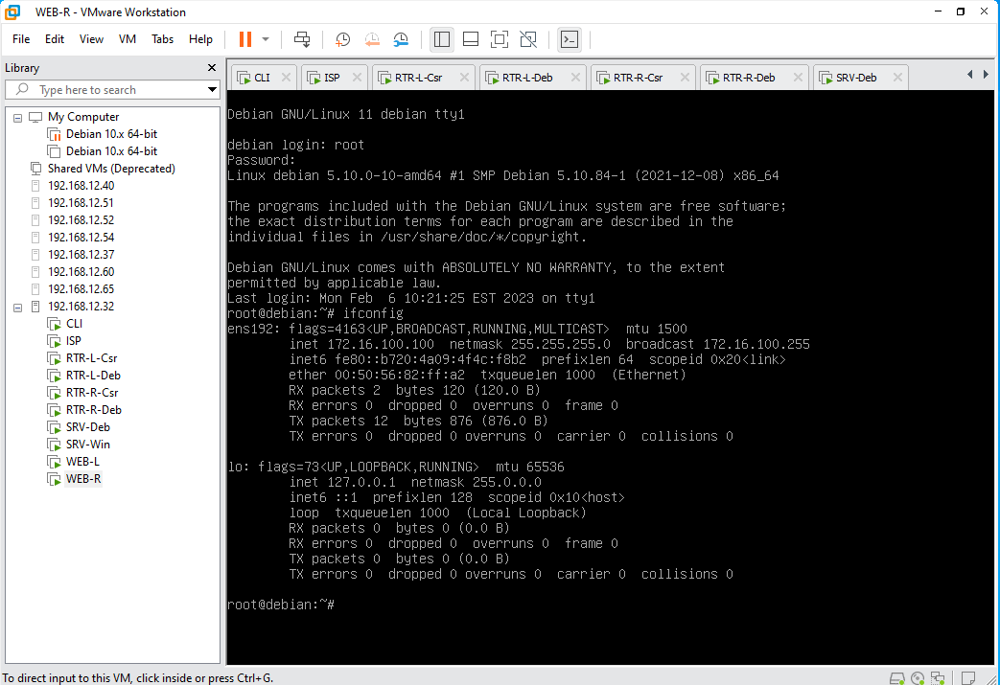 WEB-R - VMware Workstation
File Edit View VM Tabs Help
Library
Type here to search
My Computer
Debian 10.x 64-bit
Debian 10.x 64-bit
Shared VMs (Deprecated)
192.168.12.40
192.168.12.51
192.168.12.52
192.168.12.54
192.168.12.37
192.168.12.60
192.168.12.65
192.168.12.32
CLI
ISP
RTR-L-Csr
RTR-L-Deb
RTR-R-Csr
RTR-R-Deb
SRV-Deb
SRV-Win
WEB-L
WEB-R
CLI ISP RTR-L-Csr RTR-L-Deb RTR-R-Csr RTR-R-Deb SRV-Deb
Debian GNU/Linux 11 debian tty1
debian login: root
Password:
Linux debian 5.10.0-10-amd64 #1 SMP Debian 5.10.84-1 (2021-12-08) x86_64
The programs included with the Debian GNU/Linux system are free software;
the exact distribution terms for each program are described in the
individual files in /usr/share/doc/*/copyright.
Debian GNU/Linux comes with ABSOLUTELY NO WARRANTY, to the extent
permitted by applicable law.
Last login: Mon Feb  6 10:21:25 EST 2023 on tty1
root@debian:~# ifconfig
ens192: flags=4163<UP,BROADCAST,RUNNING,MULTICAST>  mtu 1500
inet 172.16.100.100  netmask 255.255.255.0  broadcast 172.16.100.255
inet6 fe80::b720:4a09:4f4c:f8b2  prefixlen 64  scopeid 0x20<link>
ether 00:50:56:82:ff:a2  txqueuelen 1000  (Ethernet)
RX packets 2  bytes 120 (120.0 B)
RX errors 0  dropped 0  overruns 0  frame 0
TX packets 12  bytes 876 (876.0 B)
TX errors 0  dropped 0 overruns 0  carrier 0  collisions 0
lo: flags=73<UP,LOOPBACK,RUNNING>  mtu 65536
inet 127.0.0.1  netmask 255.0.0.0
inet6 ::1  prefixlen 128  scopeid 0x10<host>
loop  txqueuelen 1000  (Local Loopback)
RX packets 0  bytes 0 (0.0 B)
RX errors 0  dropped 0  overruns 0  frame 0
TX packets 0  bytes 0 (0.0 B)
TX errors 0  dropped 0 overruns 0  carrier 0  collisions 0
root@debian:~#
To direct input to this VM, click inside or press Ctrl+G.